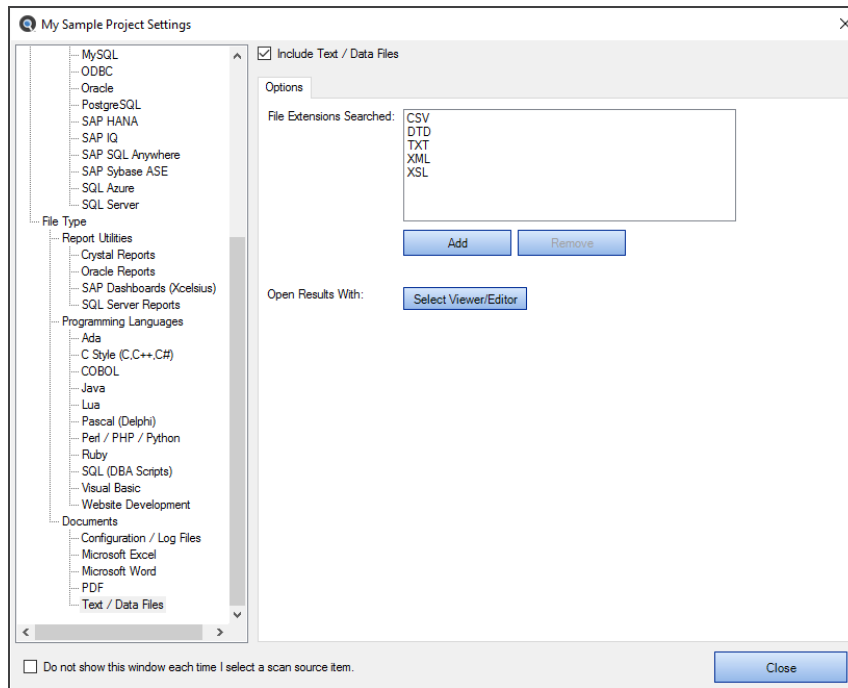 My Sample Project Settings
MySQL
ODBC
Oracle
PostgreSQL
SAP HANA
SAP IQ
SAP SQL Anywhere
SAP Sybase ASE
SQL Azure
SQL Server
File Type
Report Utilities
Crystal Reports
Oracle Reports
SAP Dashboards (Xcelsius)
SQL Server Reports
Programming Languages
Ada
C Style (C,C++,C#)
COBOL
Java
Lua
Pascal (Delphi)
Perl / PHP / Python
Ruby
SQL (DBA Scripts)
Visual Basic
Website Development
Documents
Configuration / Log Files
Microsoft Excel
Microsoft Word
PDF
Text / Data Files
Include Text / Data Files
Options
File Extensions Searched:
CSV
DTD
TXT
XML
XSL
Add Remove
Open Results With: Select Viewer/Editor
Do not show this window each time I select a scan source item.
Close